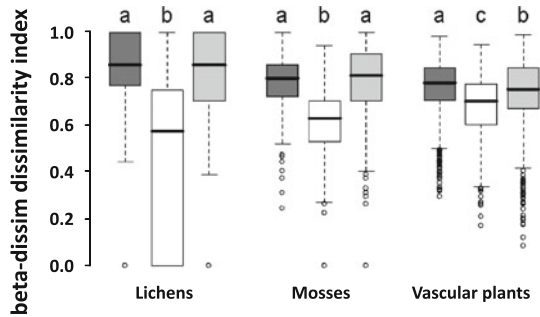 beta-dissim dissimilarity index
1.0
0.8
0.6
0.4
0.2
0.0
a b a
a b a
a c b
Lichens
Mosses
Vascular plants